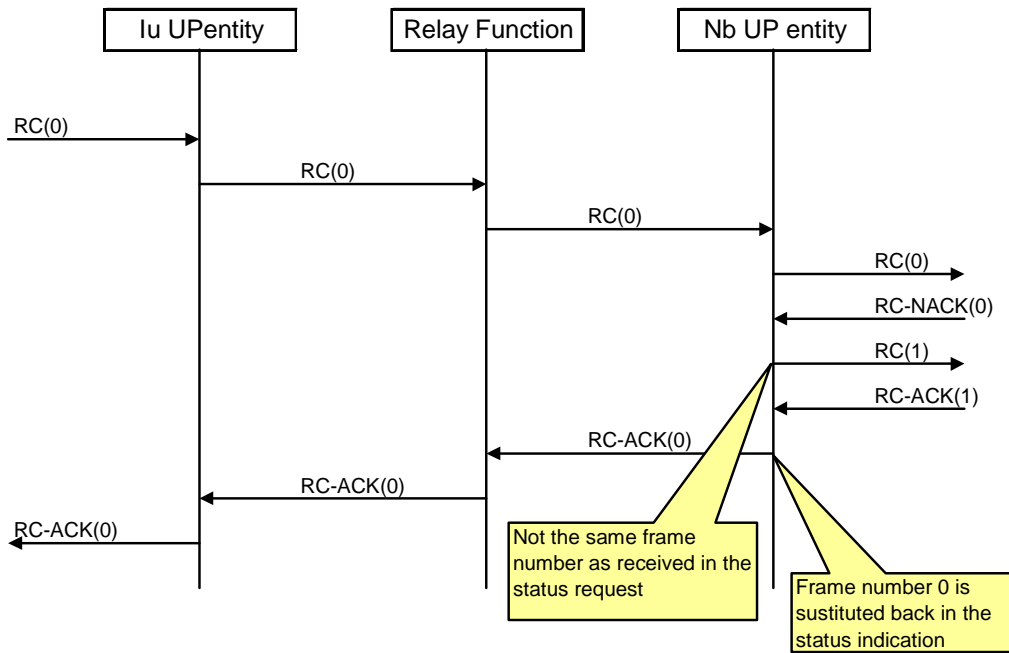 Iu UPentity
Relay Function
Nb UP entity
RC(0)
RC(0)
RC(0)
RC(0)
RC-NACK(0)
RC(1)
RC-ACK(1)
RC-ACK(0)
RC-ACK(0)
RC-ACK(0)
Not the same frame
number as received in the
status request
Frame number 0 is
sustituted back in the
status indication